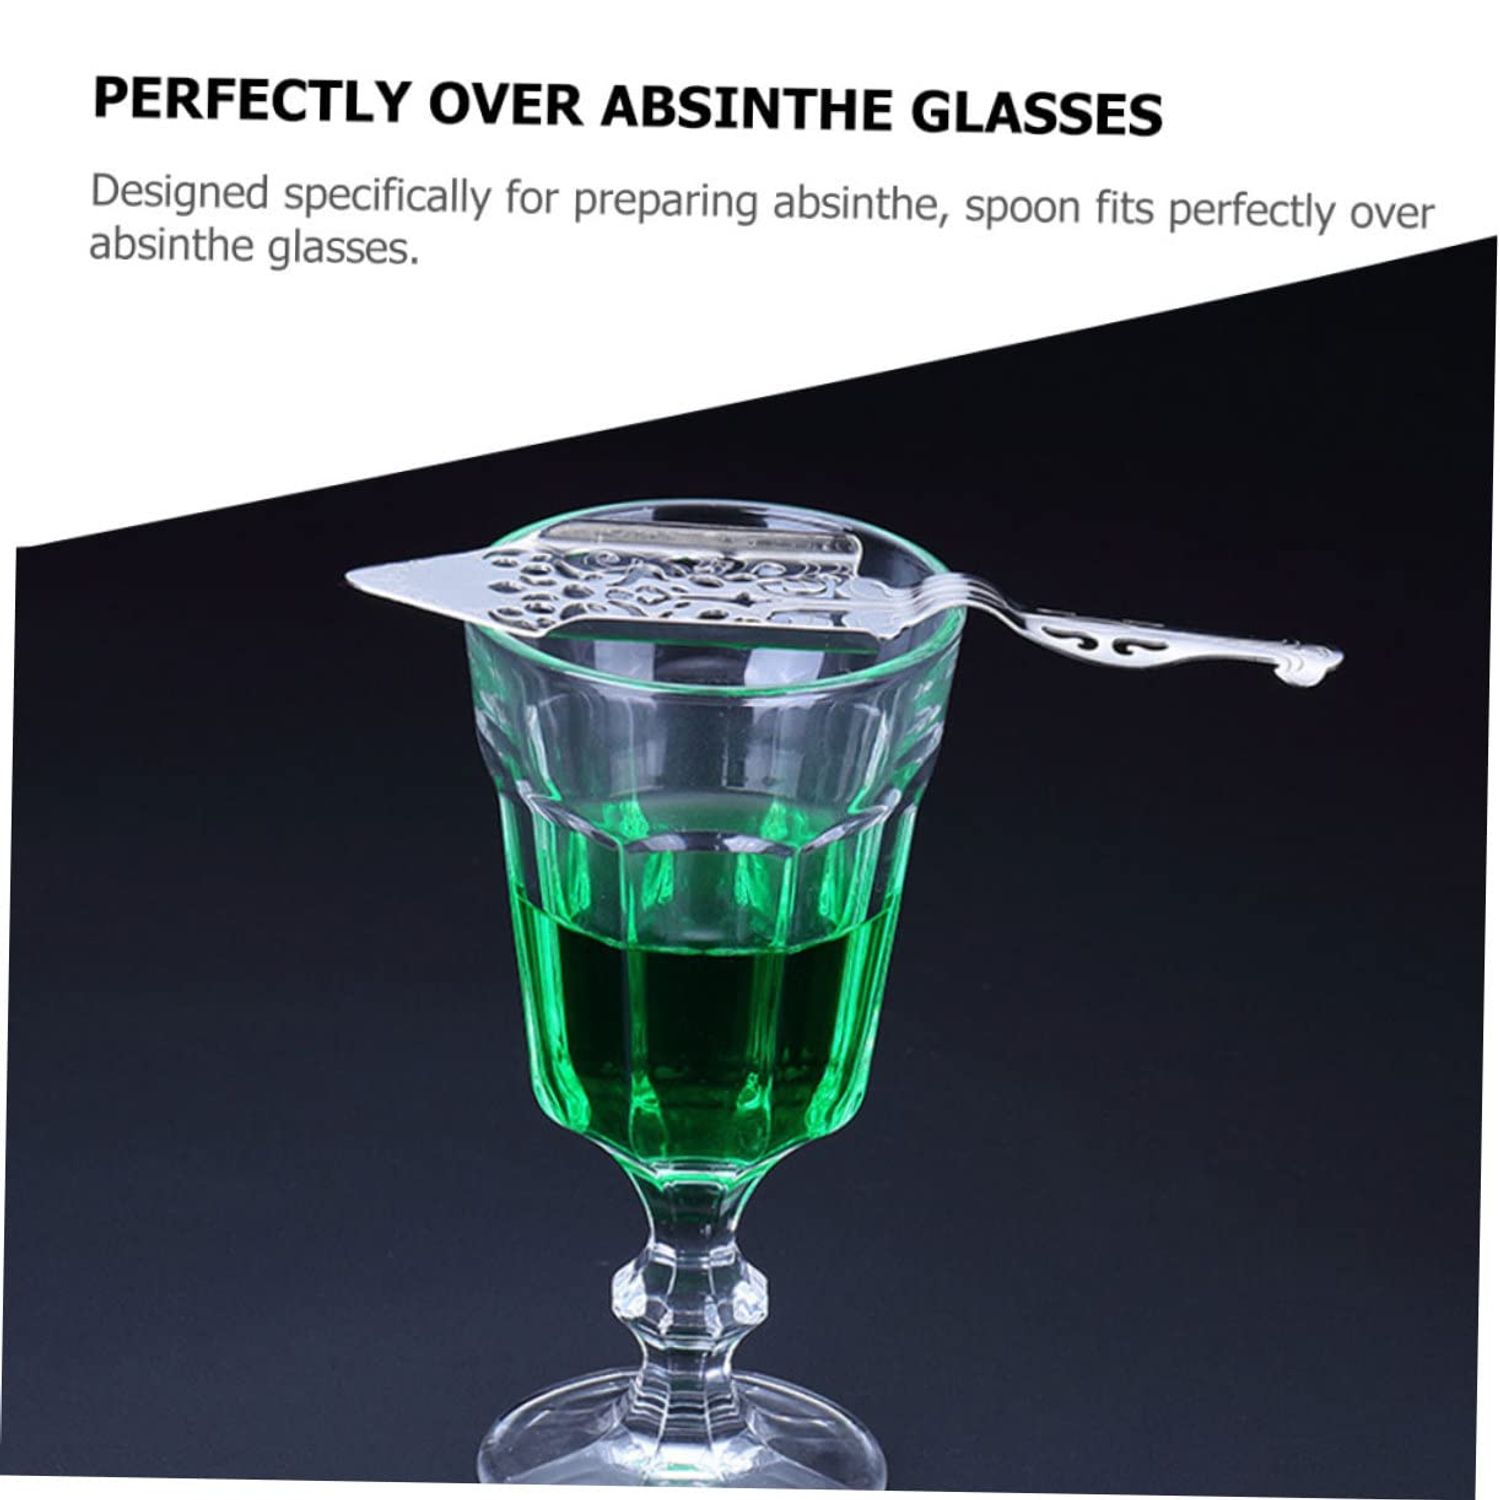 PERFECTLY OVER ABSINTHE GLASSES
Designed specifically for preparing absinthe, spoon fits perfectly over
absinthe glasses.